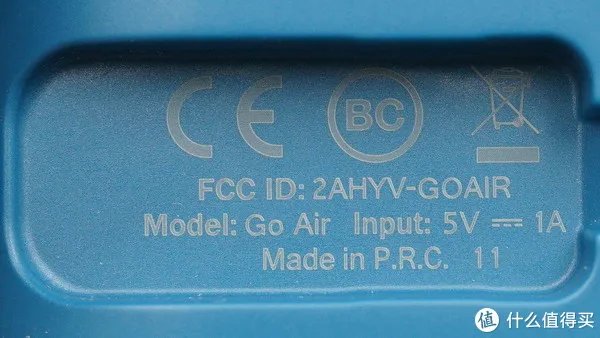 CE BC
FCC ID: 2AHYV-GOAIR
Model: Go Air Input: 5V ⎓ 1A
Made in P.R.C. 11
值 什么值得买